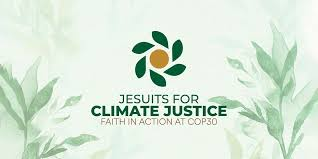 JESUITS FOR
CLIMATE JUSTICE
FAITH IN ACTION AT COP30